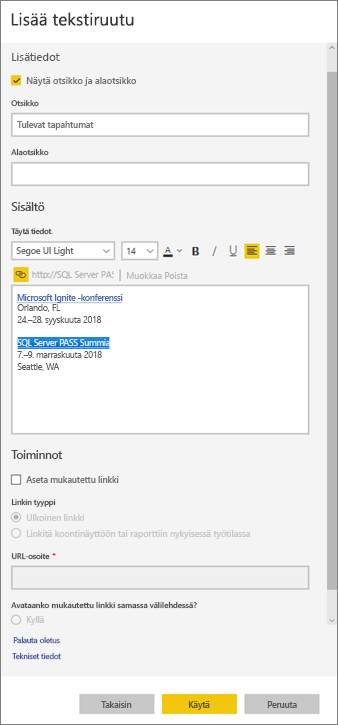 Lisää tekstiruutu
Lisätiedot
Näytä otsikko ja alaotsikko
Otsikko
Tulevat tapahtumat
Alaotsikko
Sisältö
Täytä tiedot.
Segoe UI Light 14 A B I U
http://SQL Server PAS | Muokkaa Poista
Microsoft Ignite -konferenssi
Orlando, FL
24.–28. syyskuuta 2018
SQL Server PASS Summia
7.–9. marraskuuta 2018
Seattle, WA
Toiminnot
Aseta mukautettu linkki
Linkin tyyppi
Ulkoinen linkki
Linkitä koontinäyttöön tai raporttiin nykyisessä työtilassa
URL-osoite *
Avataanko mukautettu linkki samassa välilehdessä?
Kyllä
Palauta oletus
Tekniset tiedot
Takaisin Käytä Peruuta